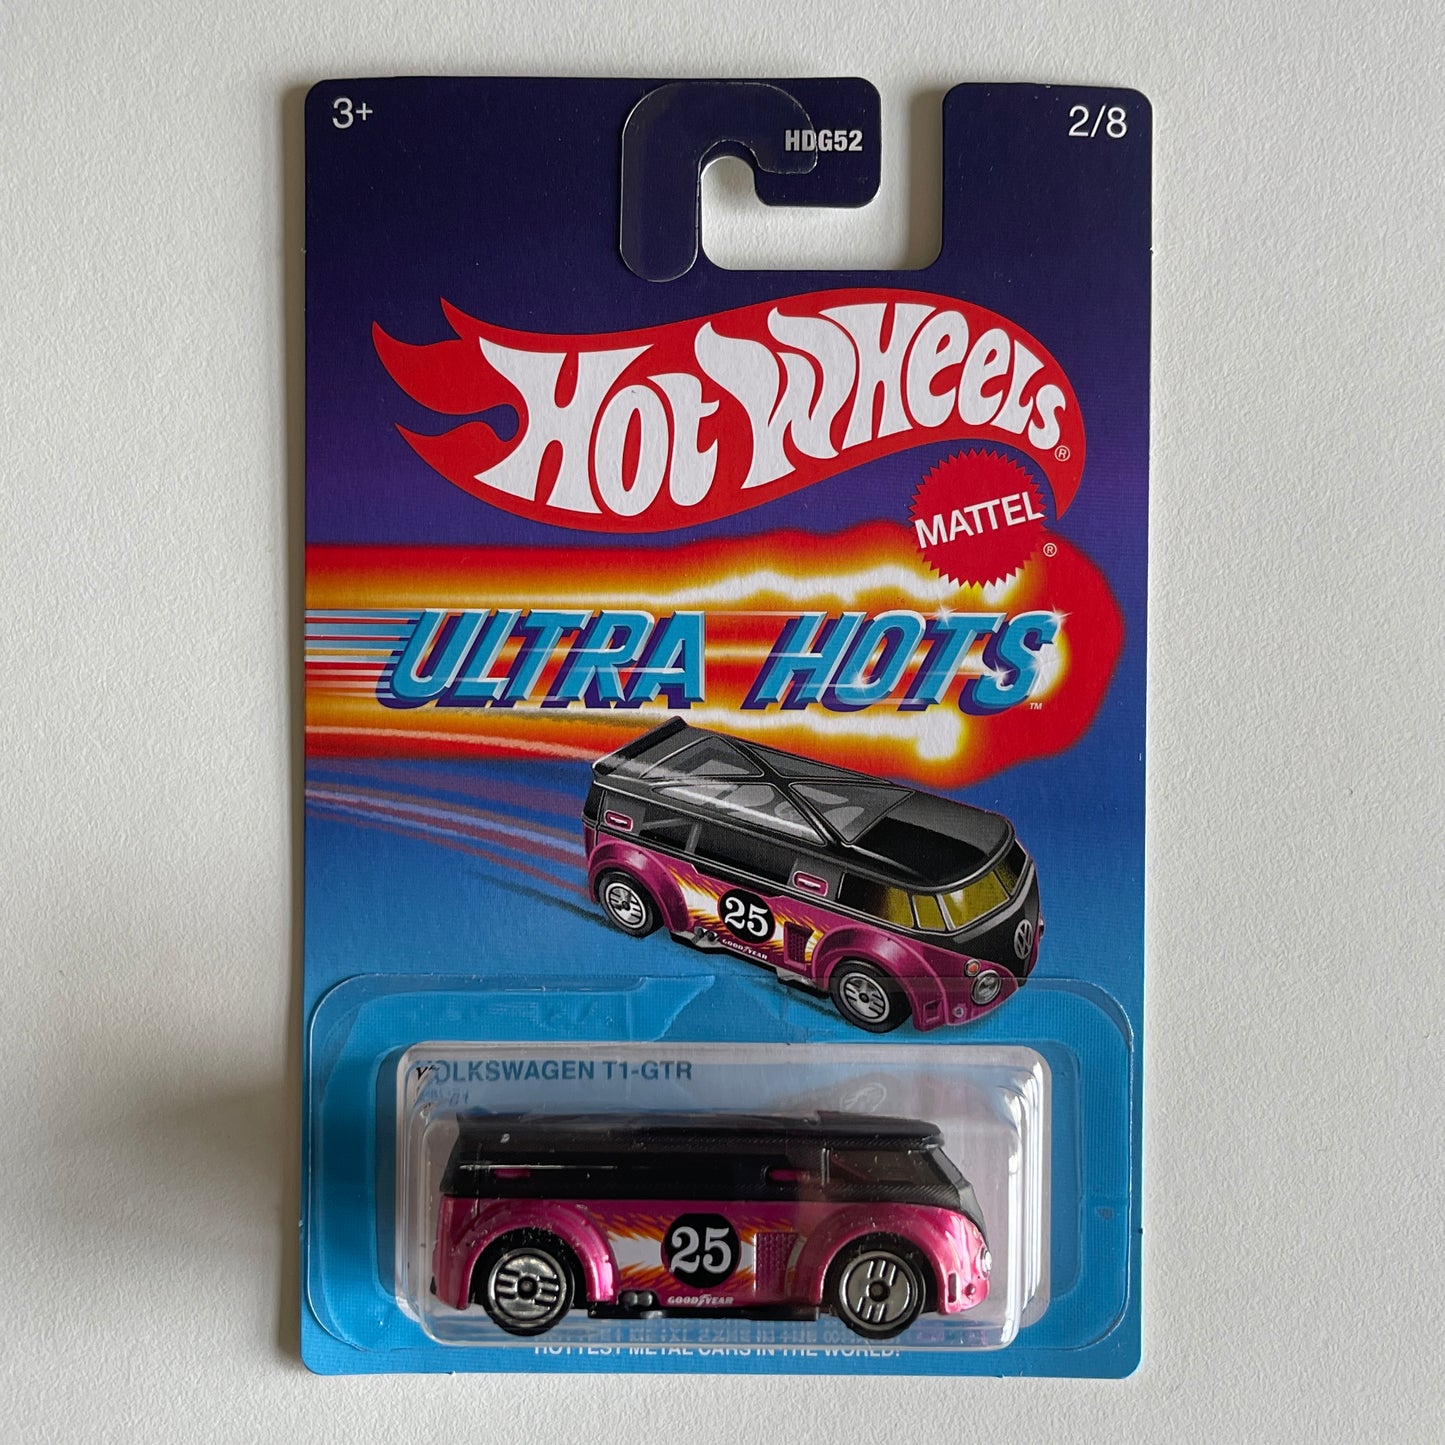 3+
HDG52
2/8
HOT WHEELS®
MATTEL®
ULTRA HOTS™
25
GOODYEAR
VOLKSWAGEN T1-GTR
25
GOODYEAR
HOTTEST METAL CARS IN THE WORLD!